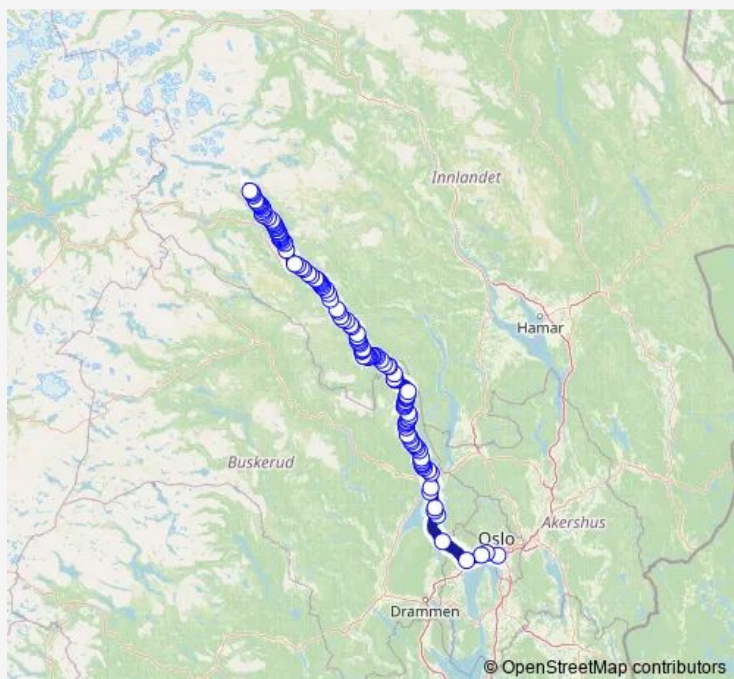 Innlandet
Hamar
Buskerud
Akershus
Oslo
Drammen
© OpenStreetMap contributors